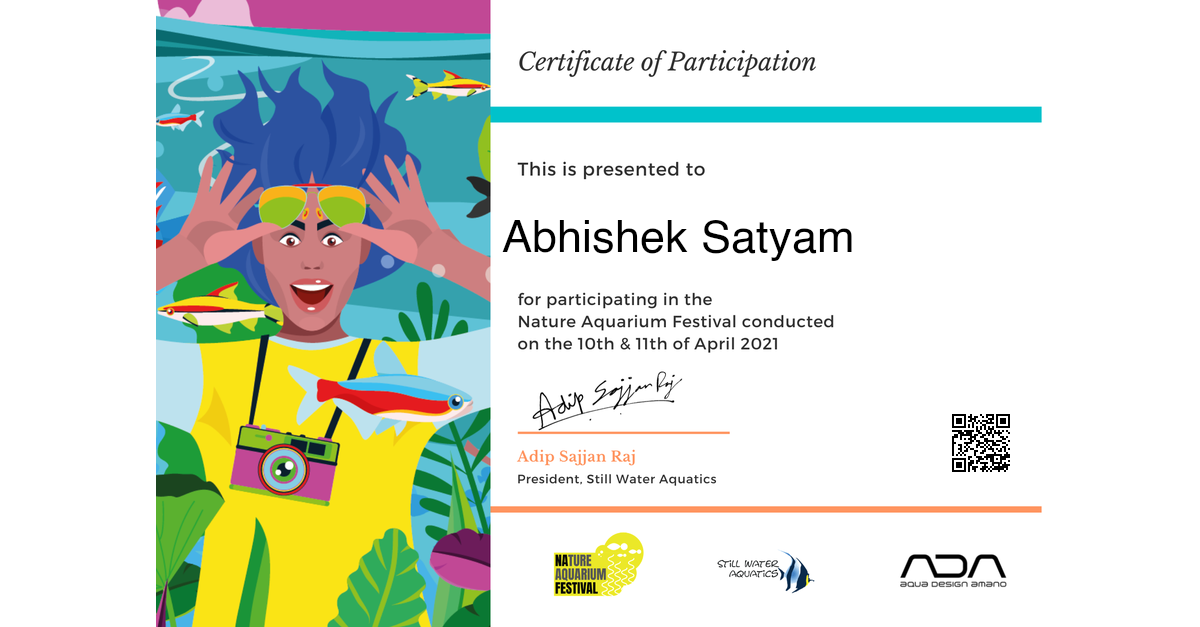 Certificate of Participation
This is presented to
Abhishek Satyam
for participating in the
Nature Aquarium Festival conducted
on the 10th & 11th of April 2021
Adip Sajjan Raj
Adip Sajjan Raj
President, Still Water Aquatics
NATURE
AQUARIUM
FESTIVAL
STILL WATER
AQUATICS
ADA
aqua design amano